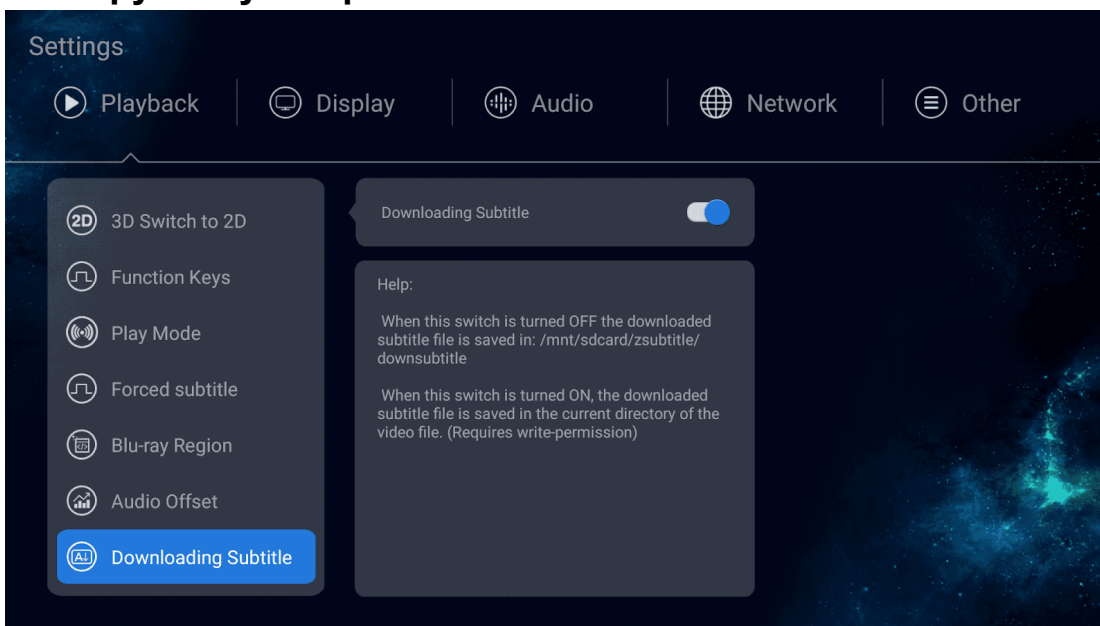 Settings
Playback
Display
Audio
Network
Other
2D
3D Switch to 2D
Function Keys
Play Mode
Forced subtitle
Blu-ray Region
Audio Offset
A↓
Downloading Subtitle
Downloading Subtitle
Help:
When this switch is turned OFF the downloaded
subtitle file is saved in: /mnt/sdcard/zsubtitle/
downsubtitle
When this switch is turned ON, the downloaded
subtitle file is saved in the current directory of the
video file. (Requires write-permission)